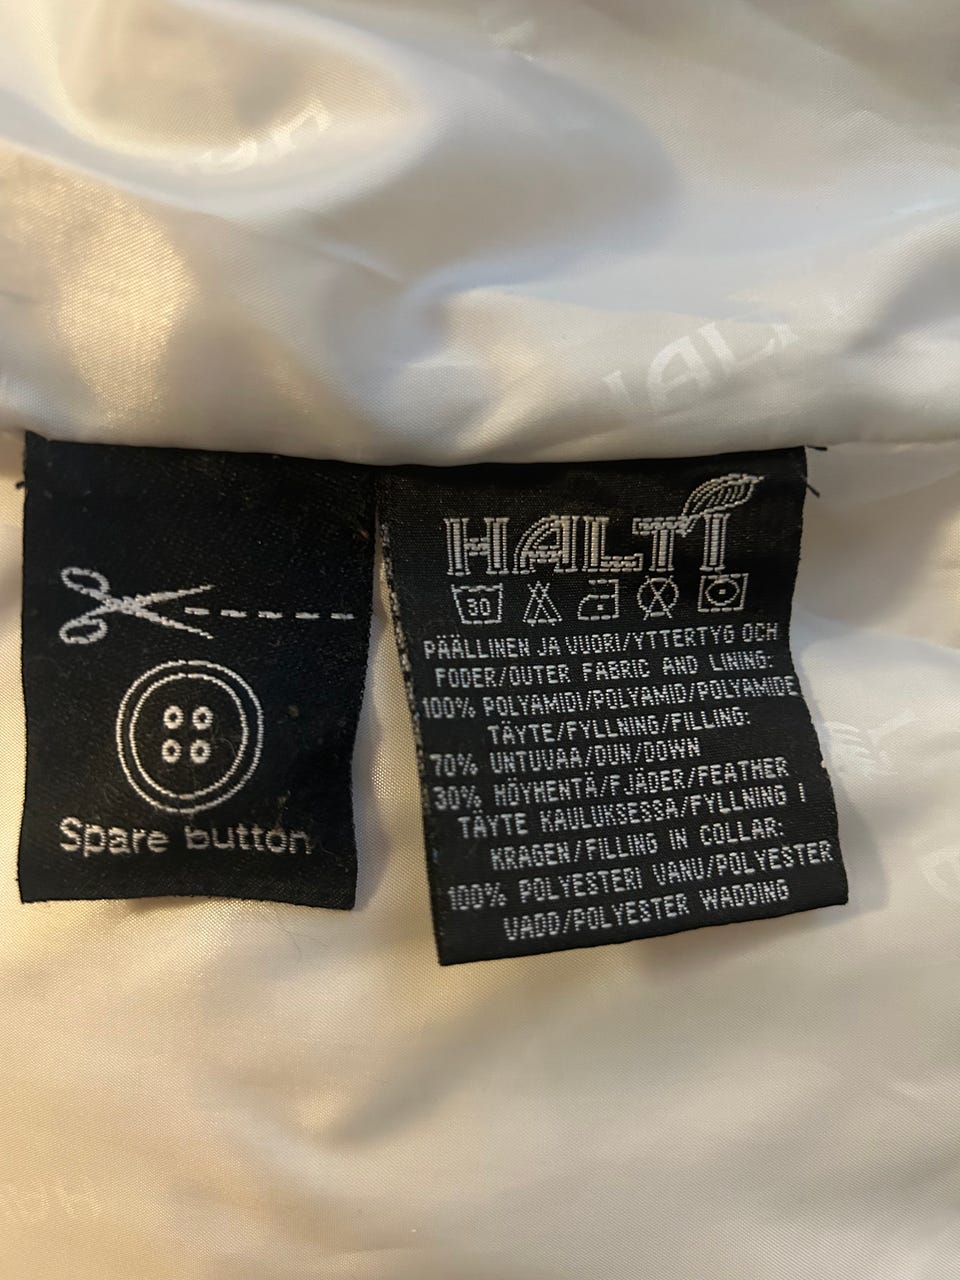 HALTI
Spare button
HALTI
30
PÄÄLLINEN JA VUORI/YTTERTYG OCH
FODER/OUTER FABRIC AND LINING:
100% POLYAMIDI/POLYAMID/POLYAMIDE
TÄYTE/FYLLNING/FILLING:
70% UNTUVAA/DUN/DOWN
30% HÖYHENTÄ/FJÄDER/FEATHER
TÄYTE KAULUKSESSA/FYLLNING I
KRAGEN/FILLING IN COLLAR:
100% POLYESTERI VANU/POLYESTER
VADD/POLYESTER WADDING